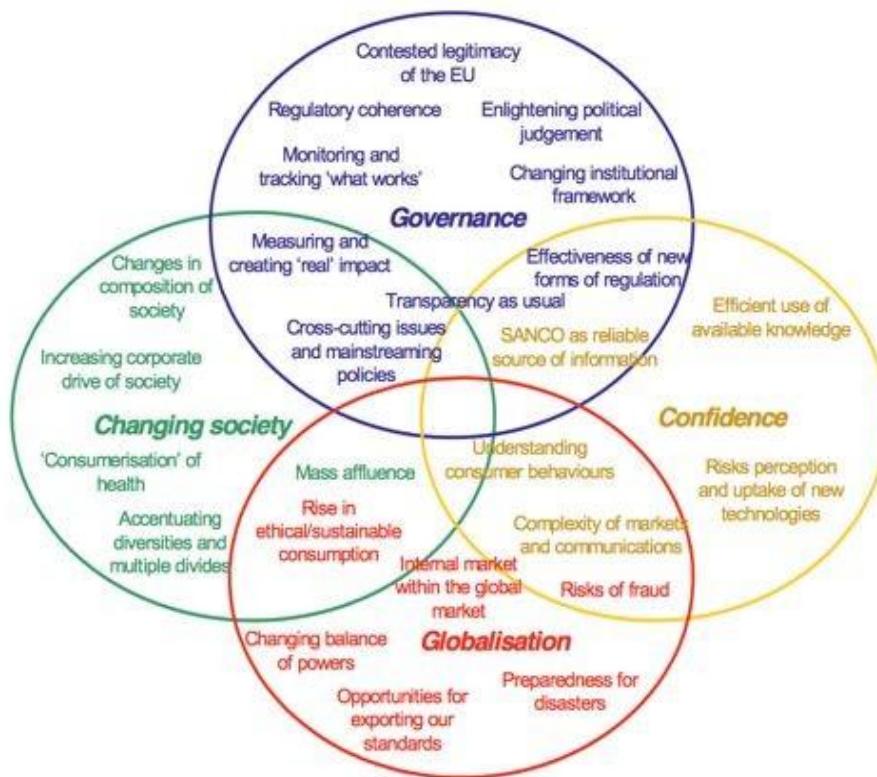 Contested legitimacy
of the EU
Regulatory coherence
Enlightening political
judgement
Monitoring and
tracking 'what works'
Changing institutional
framework
Governance
Measuring and
creating 'real' impact
Effectiveness of new
forms of regulation
Changes in
composition of
society
Transparency as usual
Efficient use of
available knowledge
Cross-cutting issues
and mainstreaming
policies
SANCO as reliable
source of information
Increasing corporate
drive of society
Changing society
Confidence
'Consumerisation' of
health
Mass affluence
Understanding
consumer behaviours
Risks perception
and uptake of new
technologies
Rise in
ethical/sustainable
consumption
Accentuating
diversities and
multiple divides
Complexity of markets
and communications
Internal market
within the global
market
Risks of fraud
Changing balance
of powers
Globalisation
Preparedness for
disasters
Opportunities for
exporting our
standards